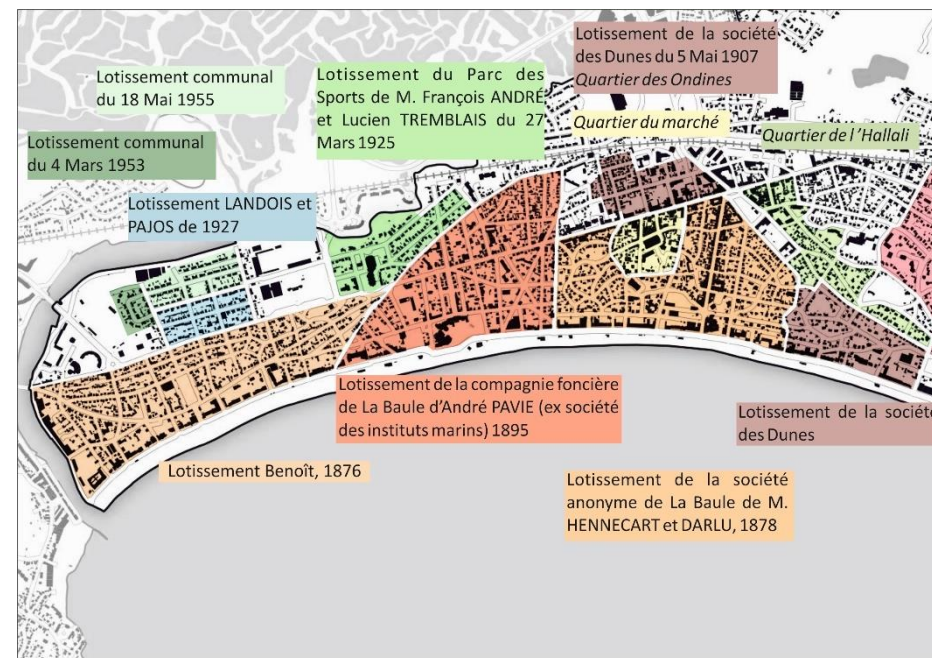 Lotissement de la société
des Dunes du 5 Mai 1907
Quartier des Ondines
Lotissement communal
du 18 Mai 1955
Lotissement du Parc des
Sports de M. François ANDRÉ
et Lucien TREMBLAIS du 27
Mars 1925
Quartier du marché
Quartier de l'Hallali
Lotissement communal
du 4 Mars 1953
Lotissement LANDOIS et
PAJOS de 1927
Lotissement de la compagnie foncière
de La Baule d'André PAVIE (ex société
des instituts marins) 1895
Lotissement de la société
des Dunes
Lotissement Benoît, 1876
Lotissement de la société
anonyme de La Baule de M.
HENNECART et DARLU, 1878